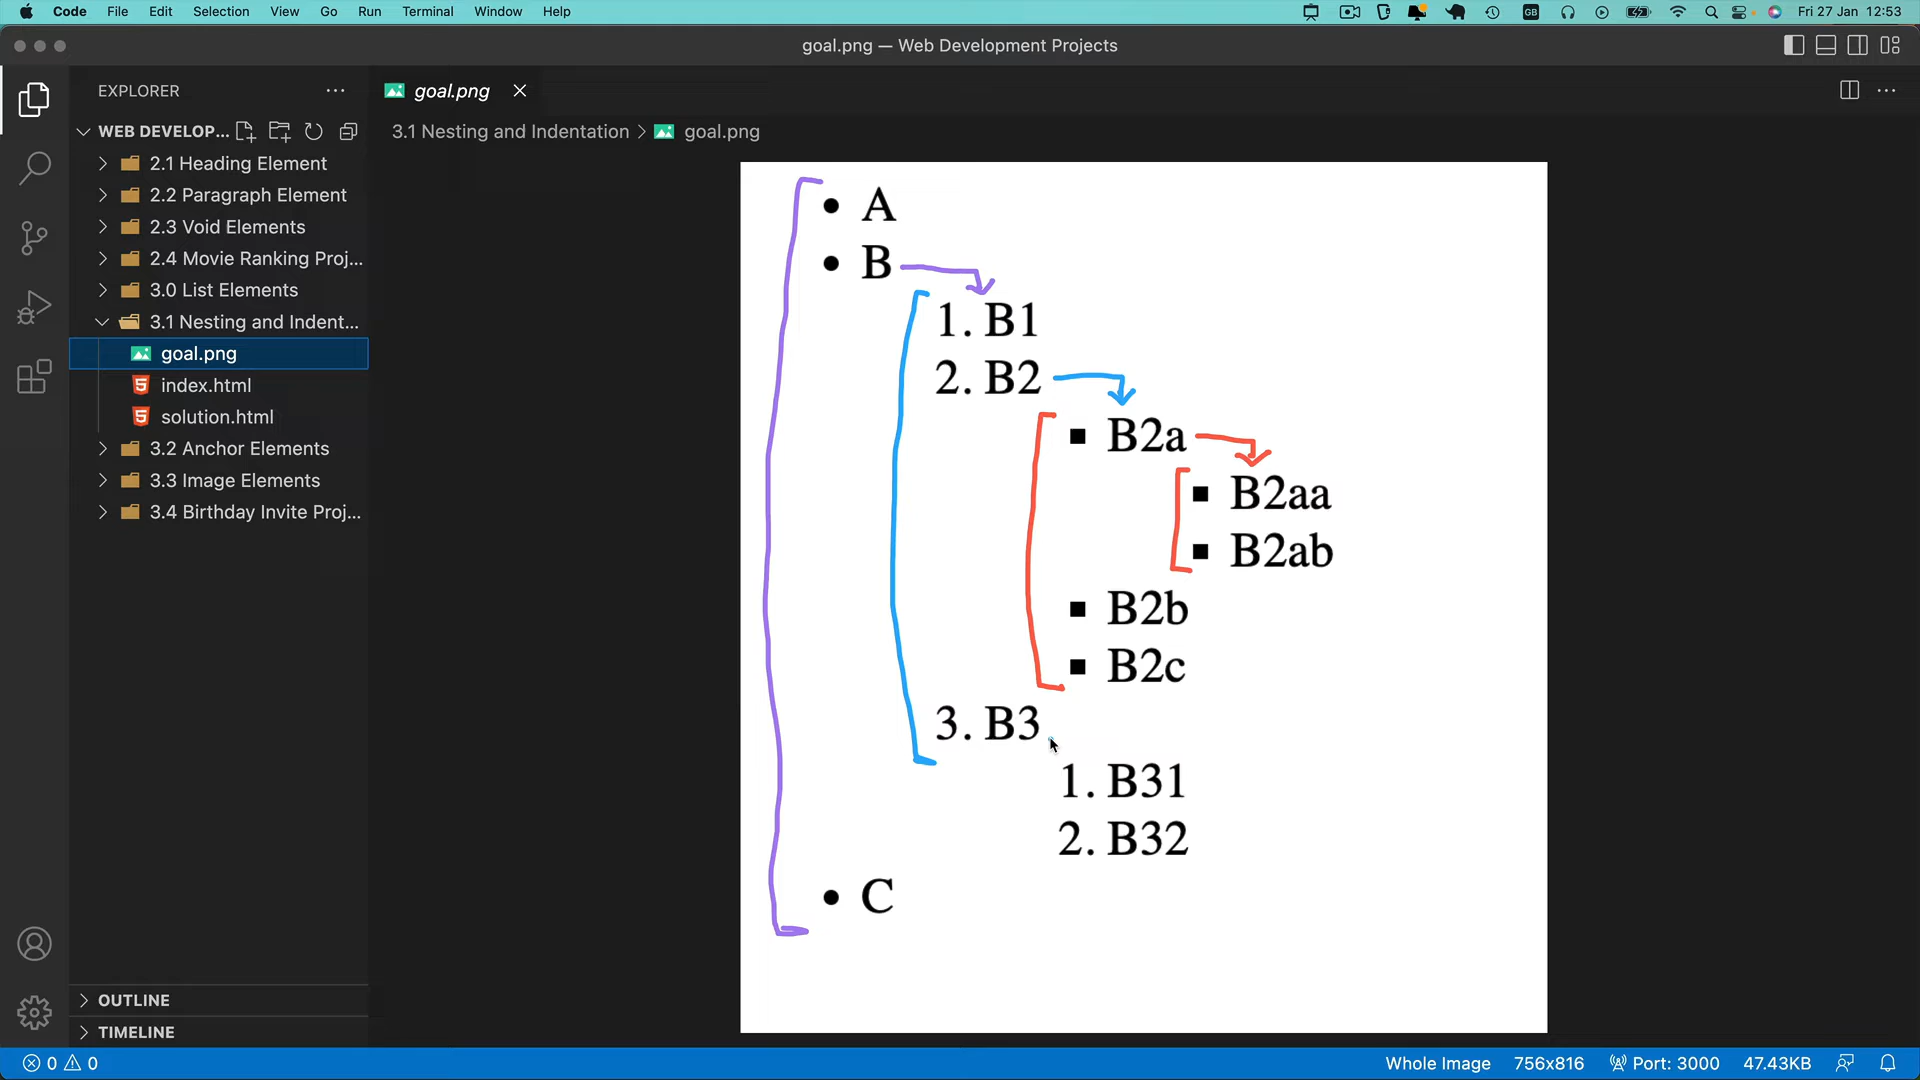 Code File Edit Selection View Go Run Terminal Window Help GB Fri 27 Jan 12:53
goal.png — Web Development Projects
EXPLORER
goal.png
WEB DEVELOP...
3.1 Nesting and Indentation > goal.png
2.1 Heading Element
2.2 Paragraph Element
2.3 Void Elements
2.4 Movie Ranking Proj...
3.0 List Elements
3.1 Nesting and Indent...
goal.png
index.html
solution.html
3.2 Anchor Elements
3.3 Image Elements
3.4 Birthday Invite Proj...
• A
• B
1. B1
2. B2
▪ B2a
▪ B2aa
▪ B2ab
▪ B2b
▪ B2c
3. B3
1. B31
2. B32
• C
OUTLINE
TIMELINE
0 0 Whole Image 756x816 Port: 3000 47.43KB